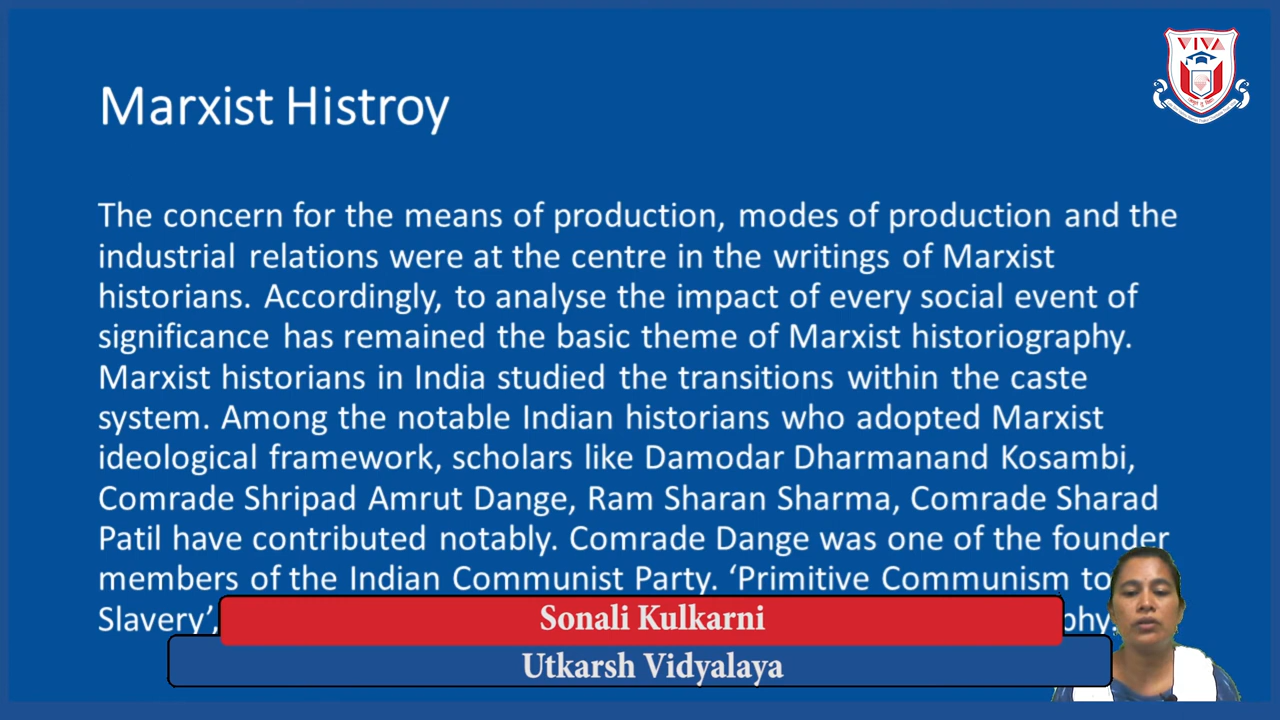 VIVA
Marxist Histroy
The concern for the means of production, modes of production and the
industrial relations were at the centre in the writings of Marxist
historians. Accordingly, to analyse the impact of every social event of
significance has remained the basic theme of Marxist historiography.
Marxist historians in India studied the transitions within the caste
system. Among the notable Indian historians who adopted Marxist
ideological framework, scholars like Damodar Dharmanand Kosambi,
Comrade Shripad Amrut Dange, Ram Sharan Sharma, Comrade Sharad
Patil have contributed notably. Comrade Dange was one of the founder
members of the Indian Communist Party. ‘Primitive Communism to
Slavery’,
Sonali Kulkarni
Utkarsh Vidyalaya